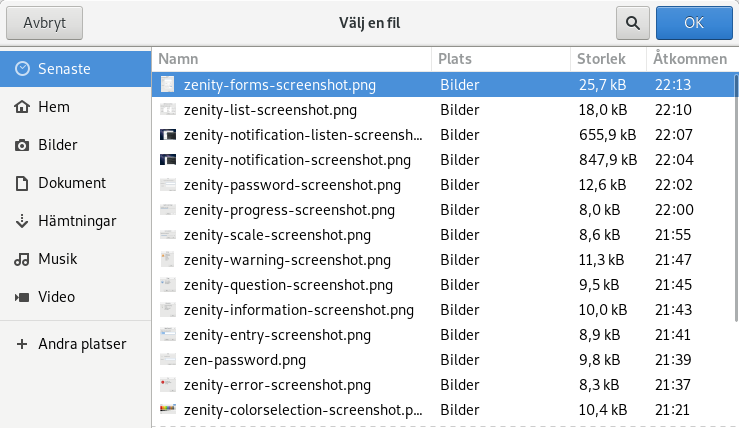 Avbryt Välj en fil OK
Namn Plats Storlek Åtkommen
Senaste
Hem
Bilder
Dokument
Hämtningar
Musik
Video
Andra platser
zenity-forms-screenshot.png Bilder 25,7 kB 22:13
zenity-list-screenshot.png Bilder 18,0 kB 22:10
zenity-notification-listen-screensh... Bilder 655,9 kB 22:07
zenity-notification-screenshot.png Bilder 847,9 kB 22:04
zenity-password-screenshot.png Bilder 12,6 kB 22:02
zenity-progress-screenshot.png Bilder 8,0 kB 22:00
zenity-scale-screenshot.png Bilder 8,6 kB 21:55
zenity-warning-screenshot.png Bilder 11,3 kB 21:47
zenity-question-screenshot.png Bilder 9,5 kB 21:45
zenity-information-screenshot.png Bilder 10,0 kB 21:43
zenity-entry-screenshot.png Bilder 8,9 kB 21:41
zen-password.png Bilder 9,8 kB 21:39
zenity-error-screenshot.png Bilder 8,3 kB 21:37
zenity-colorselection-screenshot.p... Bilder 10,4 kB 21:21